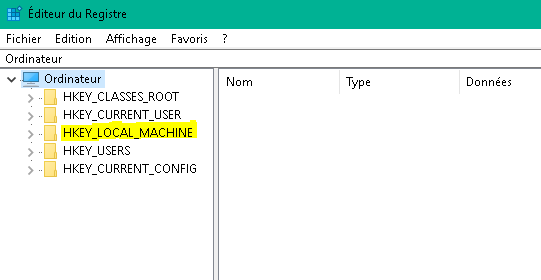 Éditeur du Registre
Fichier Edition Affichage Favoris ?
Ordinateur
Ordinateur
HKEY_CLASSES_ROOT
HKEY_CURRENT_USER
HKEY_LOCAL_MACHINE
HKEY_USERS
HKEY_CURRENT_CONFIG
Nom Type Données